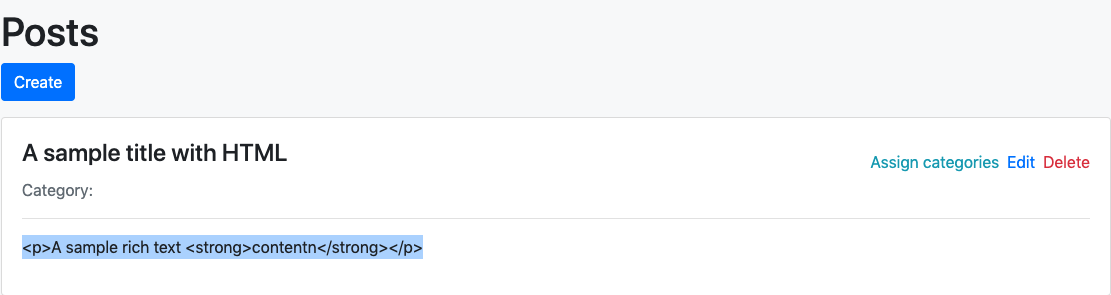 Posts
Create
A sample title with HTML
Assign categories Edit Delete
Category:
<p>A sample rich text <strong>contentn</strong></p>